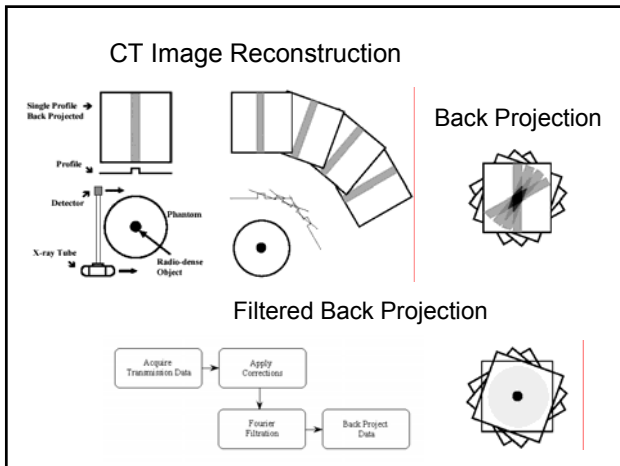 CT Image Reconstruction
Single Profile
Back Projected
Profile
Detector
Phantom
X-ray Tube
Radio-dense
Object
Back Projection
Filtered Back Projection
Acquire
Transmission Data
Apply
Corrections
Fourier
Filtration
Back Project
Data